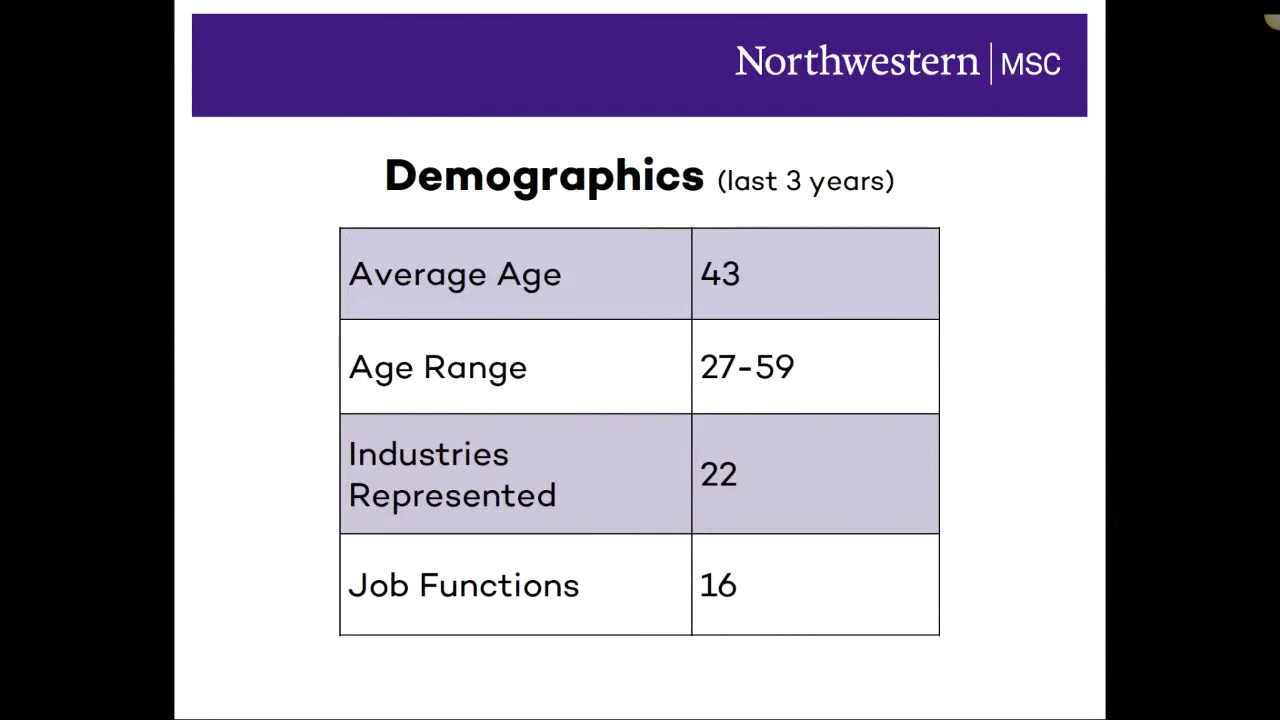 Northwestern | MSC
Demographics (last 3 years)
Average Age 43
Age Range 27-59
Industries
Represented 22
Job Functions 16